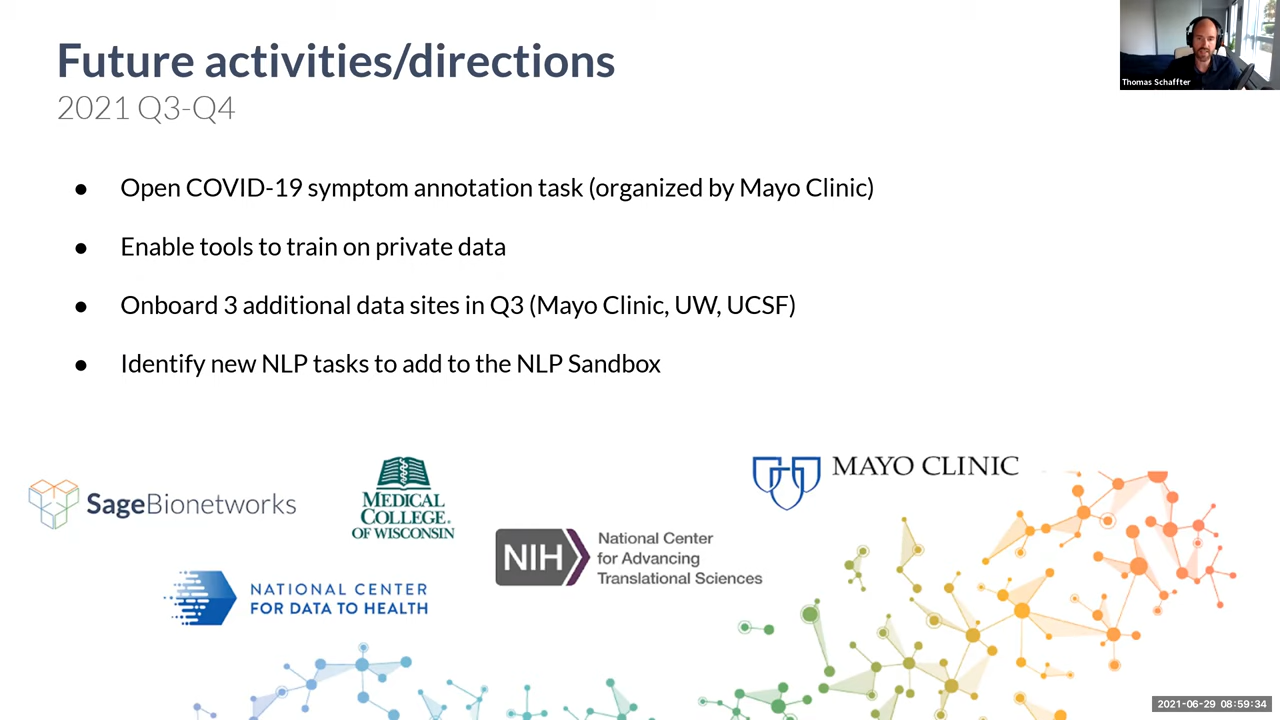 Future activities/directions
2021 Q3-Q4
Thomas Schaffter
● Open COVID-19 symptom annotation task (organized by Mayo Clinic)
● Enable tools to train on private data
● Onboard 3 additional data sites in Q3 (Mayo Clinic, UW, UCSF)
● Identify new NLP tasks to add to the NLP Sandbox
SageBionetworks
MEDICAL
COLLEGE
OF WISCONSIN
MAYO CLINIC
NIH
National Center
for Advancing
Translational Sciences
NATIONAL CENTER
FOR DATA TO HEALTH
2021-06-29 08:59:34